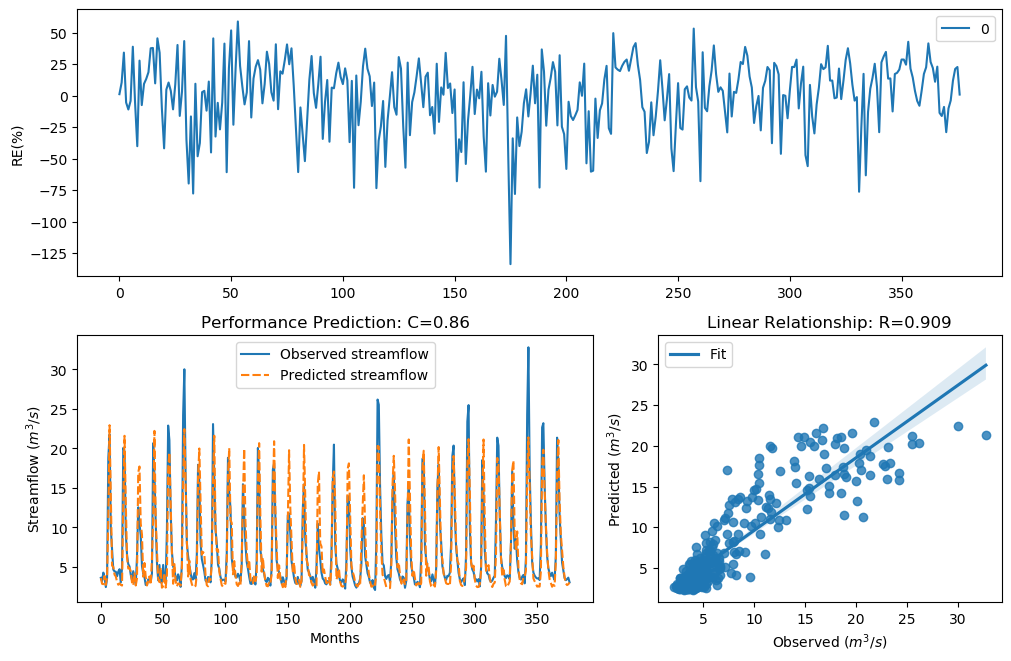 RE(%)
50
25
0
−25
−50
−75
−100
−125
0
0 50 100 150 200 250 300 350
Performance Prediction: C=0.86
Streamflow (m³/s)
30
25
20
15
10
5
Observed streamflow
Predicted streamflow
0 50 100 150 200 250 300 350
Months
Linear Relationship: R=0.909
Predicted (m³/s)
30
25
20
15
10
5
Fit
5 10 15 20 25 30
Observed (m³/s)